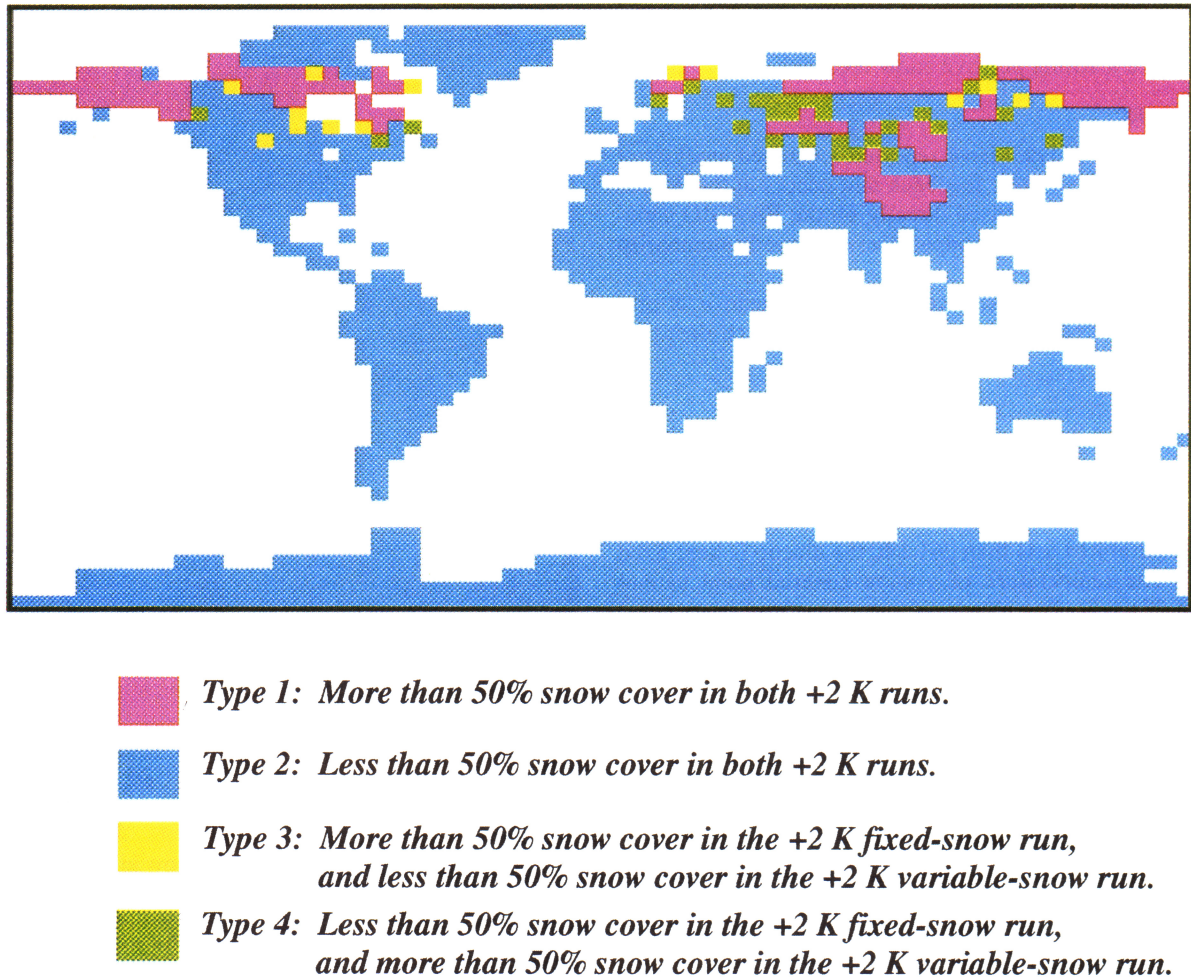 Type 1: More than 50% snow cover in both +2 K runs.
Type 2: Less than 50% snow cover in both +2 K runs.
Type 3: More than 50% snow cover in the +2 K fixed-snow run,
and less than 50% snow cover in the +2 K variable-snow run.
Type 4: Less than 50% snow cover in the +2 K fixed-snow run,
and more than 50% snow cover in the +2 K variable-snow run.